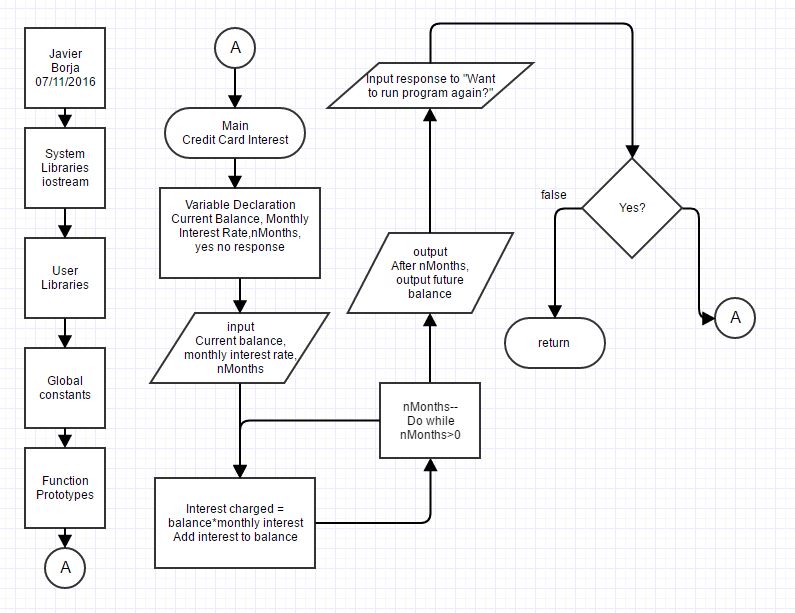 Javier
Borja
07/11/2016
System
Libraries
iostream
User
Libraries
Global
constants
Function
Prototypes
A
A
Main
Credit Card Interest
Variable Declaration
Current Balance, Monthly
Interest Rate,nMonths,
yes no response
input
Current balance,
monthly interest rate,
nMonths
Interest charged =
balance*monthly interest
Add interest to balance
nMonths--
Do while
nMonths>0
output
After nMonths,
output future
balance
Input response to "Want
to run program again?"
Yes?
false
return
A